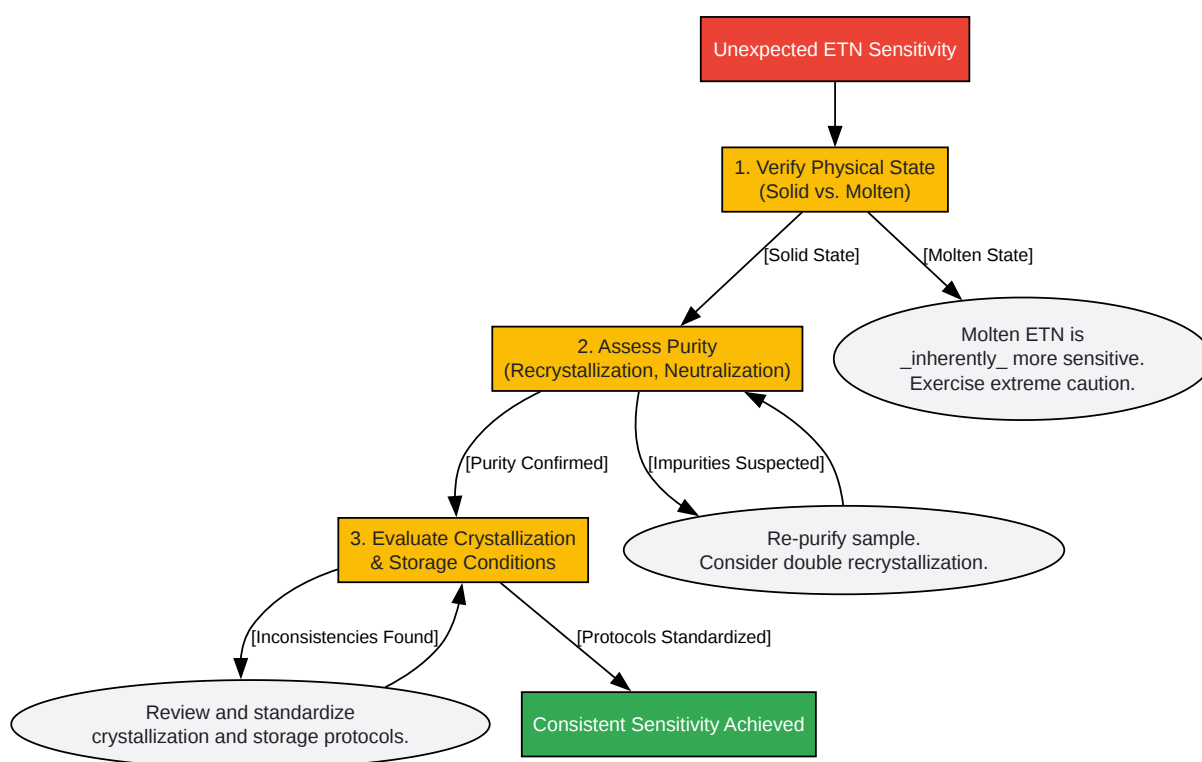 Unexpected ETN Sensitivity
1. Verify Physical State
(Solid vs. Molten)
[Solid State]
[Molten State]
Molten ETN is
_inherently_ more sensitive.
Exercise extreme caution.
2. Assess Purity
(Recrystallization, Neutralization)
[Purity Confirmed]
[Impurities Suspected]
3. Evaluate Crystallization
& Storage Conditions
Re-purify sample.
Consider double recrystallization.
[Inconsistencies Found]
[Protocols Standardized]
Review and standardize
crystallization and storage protocols.
Consistent Sensitivity Achieved